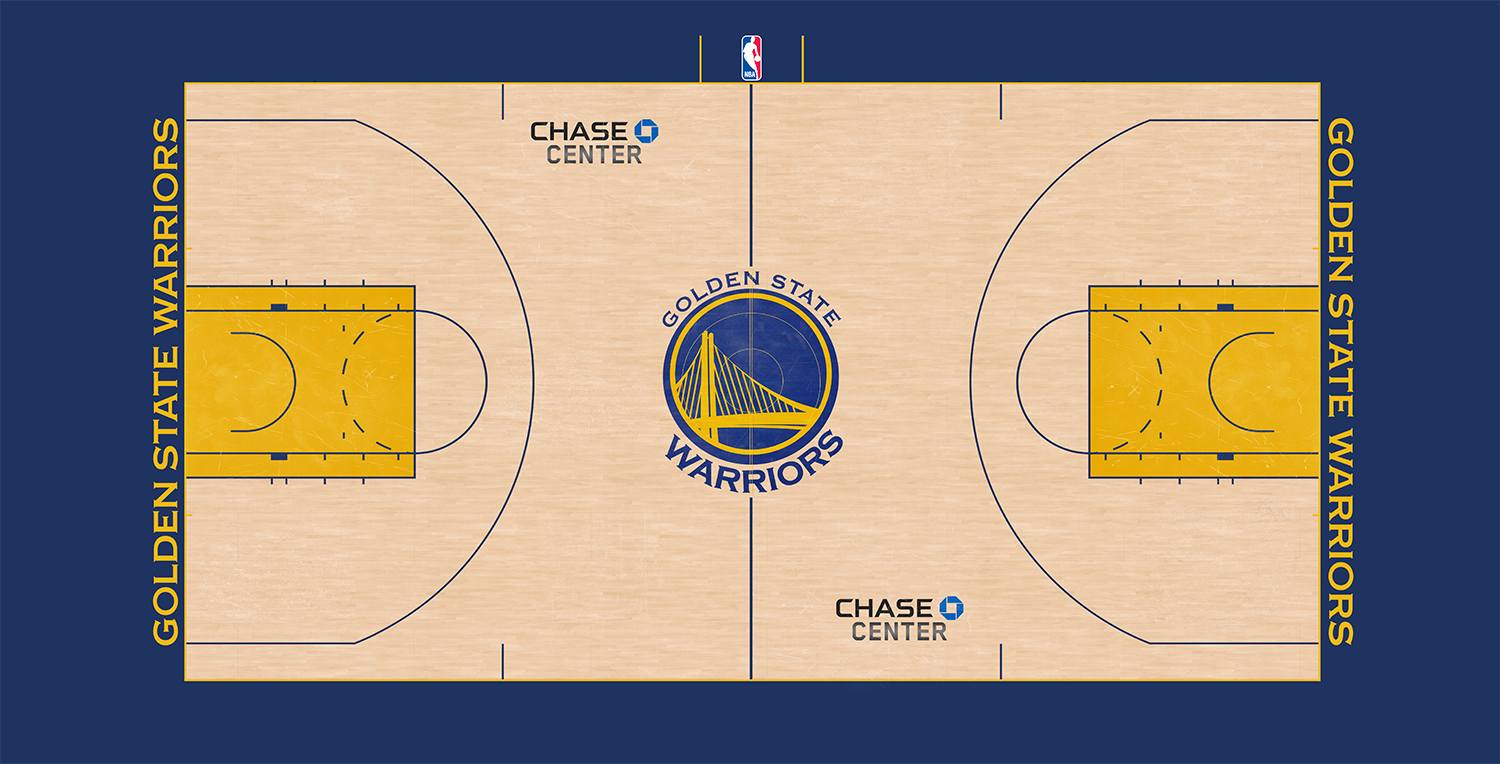 NBA
CHASE
CENTER
GOLDEN STATE WARRIORS
GOLDEN STATE
WARRIORS
GOLDEN STATE WARRIORS
CHASE
CENTER